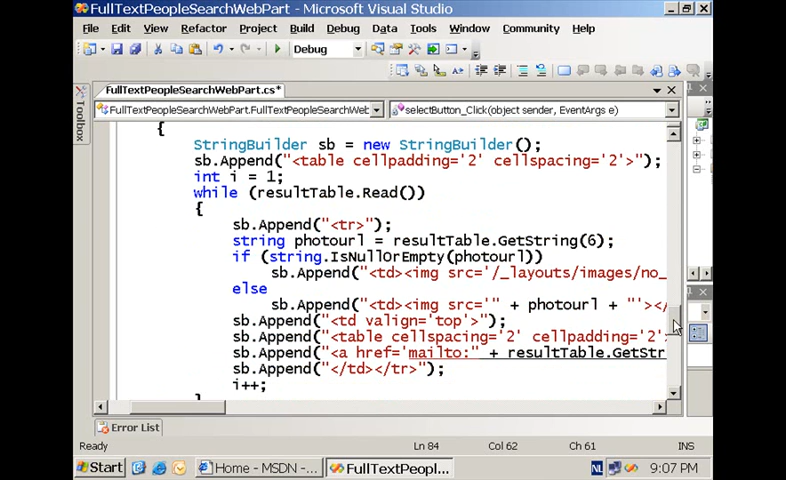 FullTextPeopleSearchWebPart - Microsoft Visual Studio
File Edit View Refactor Project Build Debug Data Tools Window Community Help
Debug
FullTextPeopleSearchWebPart.cs*
Toolbox
FullTextPeopleSearchWebPart.FullTextPeopleSearchWeb
selectButton_Click(object sender, EventArgs e)
{
StringBuilder sb = new StringBuilder();
sb.Append("<table cellpadding='2' cellspacing='2'>");
int i = 1;
while (resultTable.Read())
{
sb.Append("<tr>");
string photourl = resultTable.GetString(6);
if (string.IsNullOrEmpty(photourl))
sb.Append("<td><img src='/_layouts/images/no_
else
sb.Append("<td><img src='" + photourl + "'></
sb.Append("<td valign='top'>");
sb.Append("<table cellspacing='2' cellpadding='2'
sb.Append("<a href='mailto:" + resultTable.GetStr
sb.Append("</td></tr>");
i++;
Error List
Ready Ln 84 Col 62 Ch 61 INS
Start Home - MSDN - ... FullTextPeopl... NL 9:07 PM